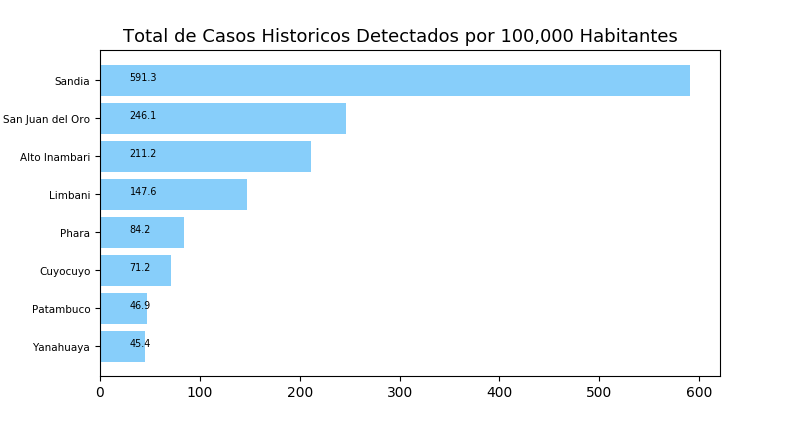 Total de Casos Historicos Detectados por 100,000 Habitantes
Sandia 591.3
San Juan del Oro 246.1
Alto Inambari 211.2
Limbani 147.6
Phara 84.2
Cuyocuyo 71.2
Patambuco 46.9
Yanahuaya 45.4
0 100 200 300 400 500 600